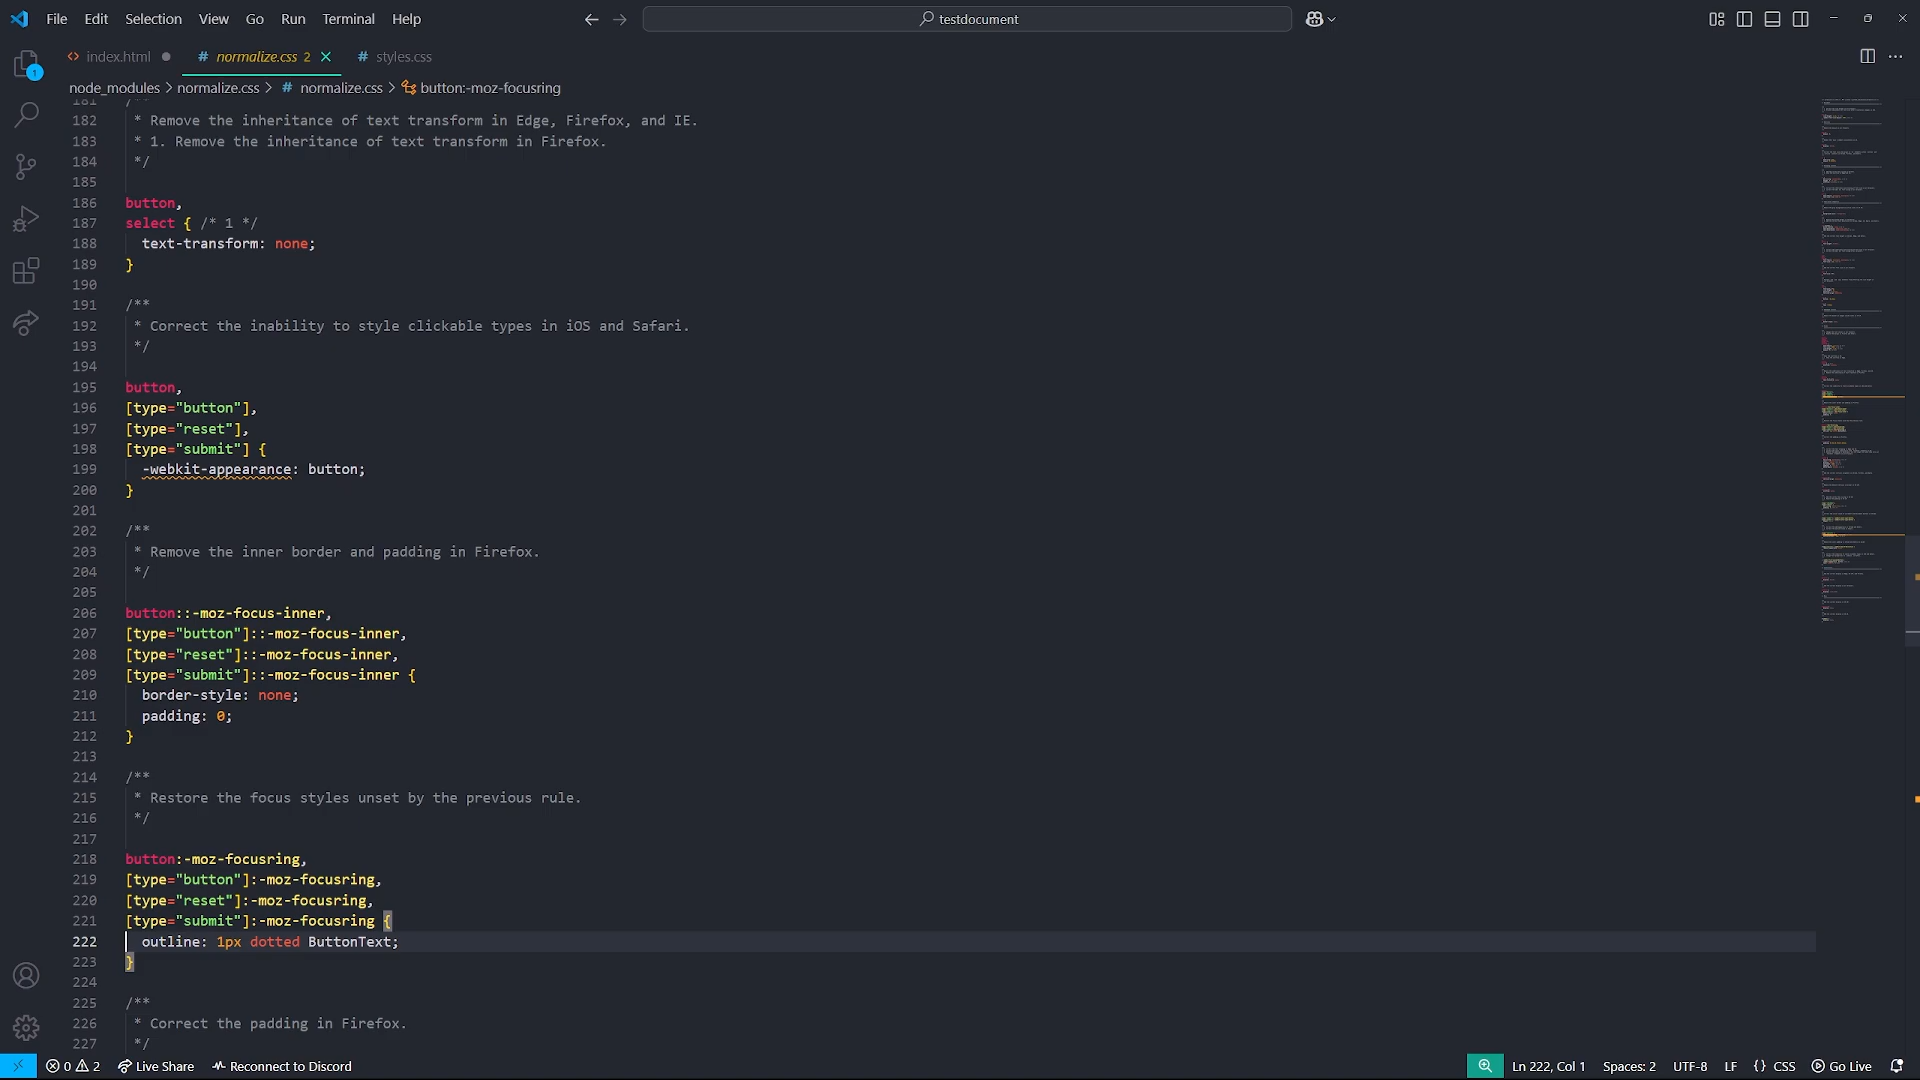 File Edit Selection View Go Run Terminal Help
testdocument
index.html
# normalize.css 2
# styles.css
node_modules > normalize.css > # normalize.css > button:-moz-focusring
181 /**
182 * Remove the inheritance of text transform in Edge, Firefox, and IE.
183 * 1. Remove the inheritance of text transform in Firefox.
184 */
185
186 button,
187 select { /* 1 */
188 text-transform: none;
189 }
190
191 /**
192 * Correct the inability to style clickable types in iOS and Safari.
193 */
194
195 button,
196 [type="button"],
197 [type="reset"],
198 [type="submit"] {
199 -webkit-appearance: button;
200 }
201
202 /**
203 * Remove the inner border and padding in Firefox.
204 */
205
206 button::-moz-focus-inner,
207 [type="button"]::-moz-focus-inner,
208 [type="reset"]::-moz-focus-inner,
209 [type="submit"]::-moz-focus-inner {
210 border-style: none;
211 padding: 0;
212 }
213
214 /**
215 * Restore the focus styles unset by the previous rule.
216 */
217
218 button:-moz-focusring,
219 [type="button"]:-moz-focusring,
220 [type="reset"]:-moz-focusring,
221 [type="submit"]:-moz-focusring {
222 outline: 1px dotted ButtonText;
223 }
224
225 /**
226 * Correct the padding in Firefox.
227 */
1
0 2 Live Share Reconnect to Discord
Ln 222, Col 1 Spaces: 2 UTF-8 LF {} CSS Go Live